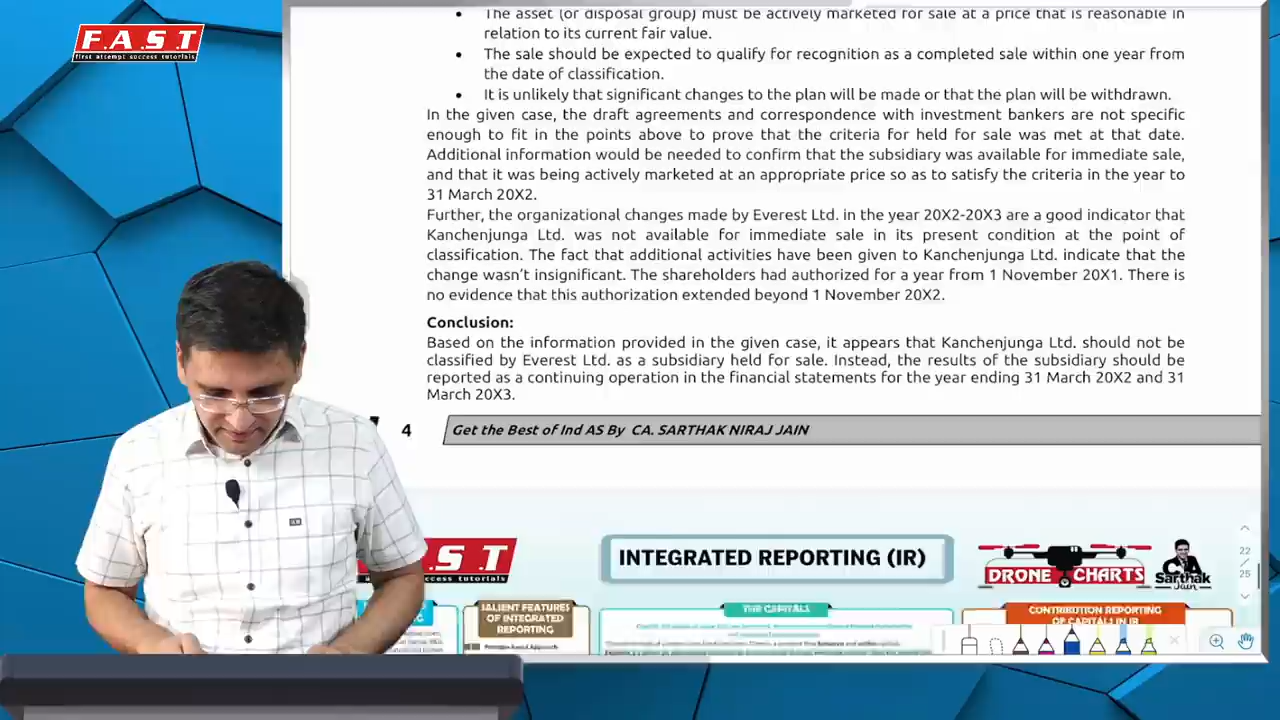 F.A.S.T
first attempt success tutorials
• The asset (or disposal group) must be actively marketed for sale at a price that is reasonable in
relation to its current fair value.
• The sale should be expected to qualify for recognition as a completed sale within one year from
the date of classification.
• It is unlikely that significant changes to the plan will be made or that the plan will be withdrawn.
In the given case, the draft agreements and correspondence with investment bankers are not specific
enough to fit in the points above to prove that the criteria for held for sale was met at that date.
Additional information would be needed to confirm that the subsidiary was available for immediate sale,
and that it was being actively marketed at an appropriate price so as to satisfy the criteria in the year to
31 March 20X2.
Further, the organizational changes made by Everest Ltd. in the year 20X2-20X3 are a good indicator that
Kanchenjunga Ltd. was not available for immediate sale in its present condition at the point of
classification. The fact that additional activities have been given to Kanchenjunga Ltd. indicate that the
change wasn't insignificant. The shareholders had authorized for a year from 1 November 20X1. There is
no evidence that this authorization extended beyond 1 November 20X2.
Conclusion:
Based on the information provided in the given case, it appears that Kanchenjunga Ltd. should not be
classified by Everest Ltd. as a subsidiary held for sale. Instead, the results of the subsidiary should be
reported as a continuing operation in the financial statements for the year ending 31 March 20X2 and 31
March 20X3.
4 Get the Best of Ind AS By CA. SARTHAK NIRAJ JAIN
.S.T
success tutorials
INTEGRATED REPORTING (IR)
DRONE CHARTS
Sarthak
Jain
22
/
25
SALIENT FEATURES
OF INTEGRATED
REPORTING
THE CAPITALS
CONTRIBUTION REPORTING
OF CAPITALS IN IR